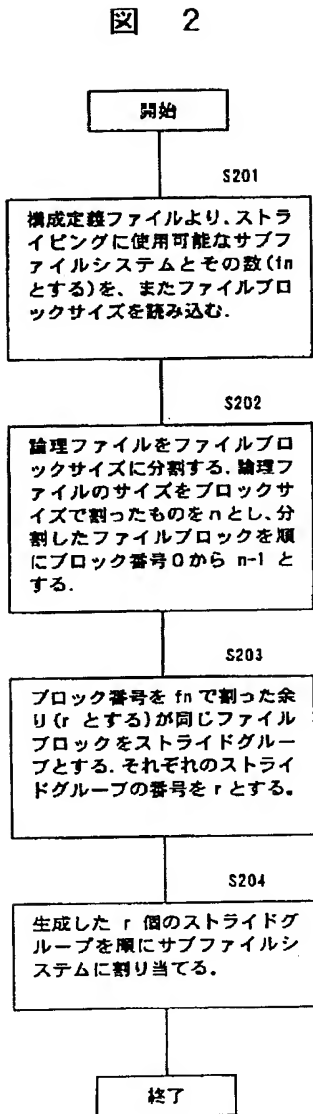 図 2
開始
S201
構成定義ファイルより、ストラ
イピングに使用可能なサブフ
ァイルシステムとその数(fn
とする)を、またファイルブロ
ックサイズを読み込む.
S202
論理ファイルをファイルブロ
ックサイズに分割する.論理フ
ァイルのサイズをブロックサ
イズで割ったものをnとし、分
割したファイルブロックを順
にブロック番号0から n-1 と
する.
S203
ブロック番号を fn で割った余
り(r とする)が同じファイル
ブロックをストライドグルー
プとする.それぞれのストライ
ドグループの番号を r とする。
S204
生成した r 個のストライドグ
ループを順にサブファイルシ
ステムに割り当てる。
終了